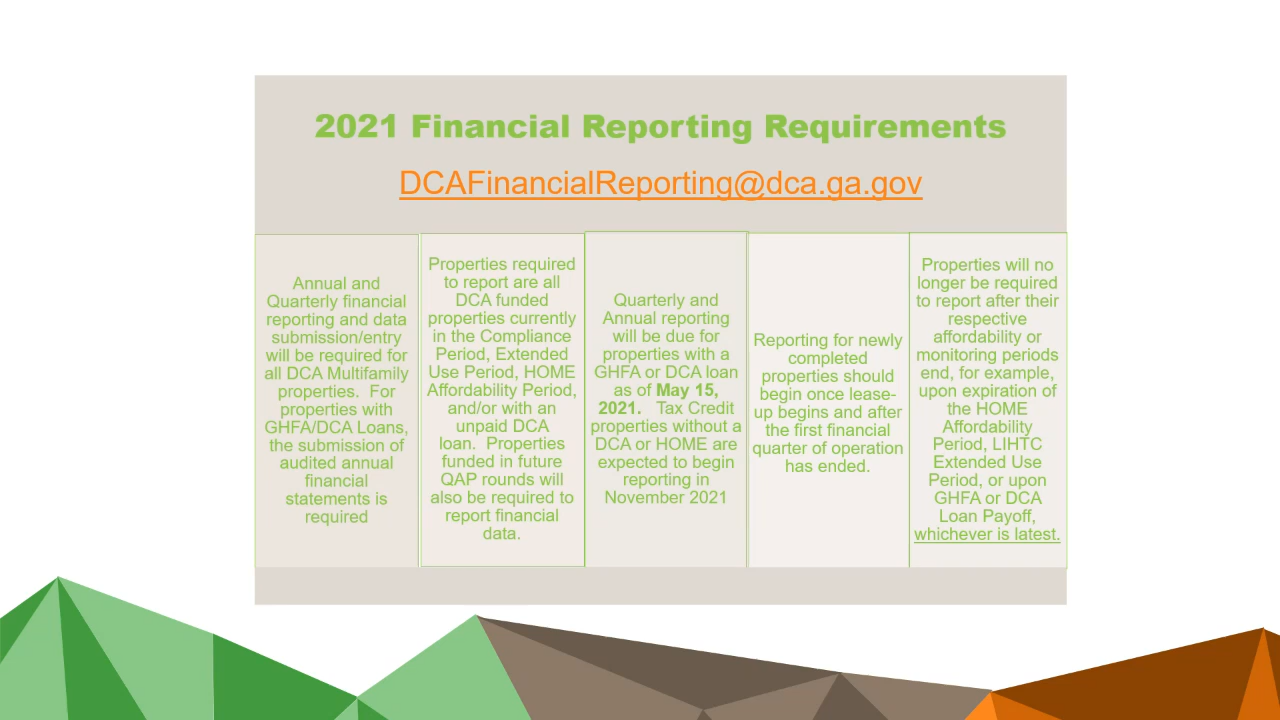 2021 Financial Reporting Requirements
DCAFinancialReporting@dca.ga.gov
Annual and
Quarterly financial
reporting and data
submission/entry
will be required for
all DCA Multifamily
properties. For
properties with
GHFA/DCA Loans,
the submission of
audited annual
financial
statements is
required
Properties required
to report are all
DCA funded
properties currently
in the Compliance
Period, Extended
Use Period, HOME
Affordability Period,
and/or with an
unpaid DCA
loan. Properties
funded in future
QAP rounds will
also be required to
report financial
data.
Quarterly and
Annual reporting
will be due for
properties with a
GHFA or DCA loan
as of May 15,
2021. Tax Credit
properties without a
DCA or HOME are
expected to begin
reporting in
November 2021
Reporting for newly
completed
properties should
begin once lease-
up begins and after
the first financial
quarter of operation
has ended.
Properties will no
longer be required
to report after their
respective
affordability or
monitoring periods
end, for example,
upon expiration of
the HOME
Affordability
Period, LIHTC
Extended Use
Period, or upon
GHFA or DCA
Loan Payoff,
whichever is latest.